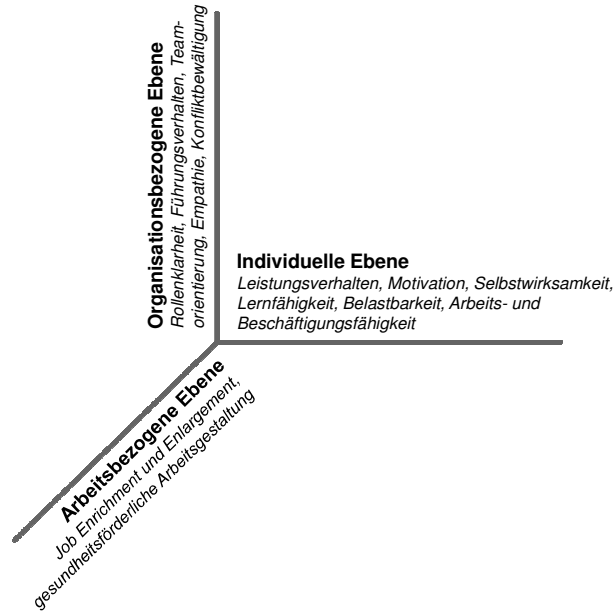 Organisationsbezogene Ebene
Rollenklarheit, Führungsverhalten, Team-
orientierung, Empathie, Konfliktbewältigung
Individuelle Ebene
Leistungsverhalten, Motivation, Selbstwirksamkeit,
Lernfähigkeit, Belastbarkeit, Arbeits- und
Beschäftigungsfähigkeit
Arbeitsbezogene Ebene
Job Enrichment und Enlargement,
gesundheitsförderliche Arbeitsgestaltung